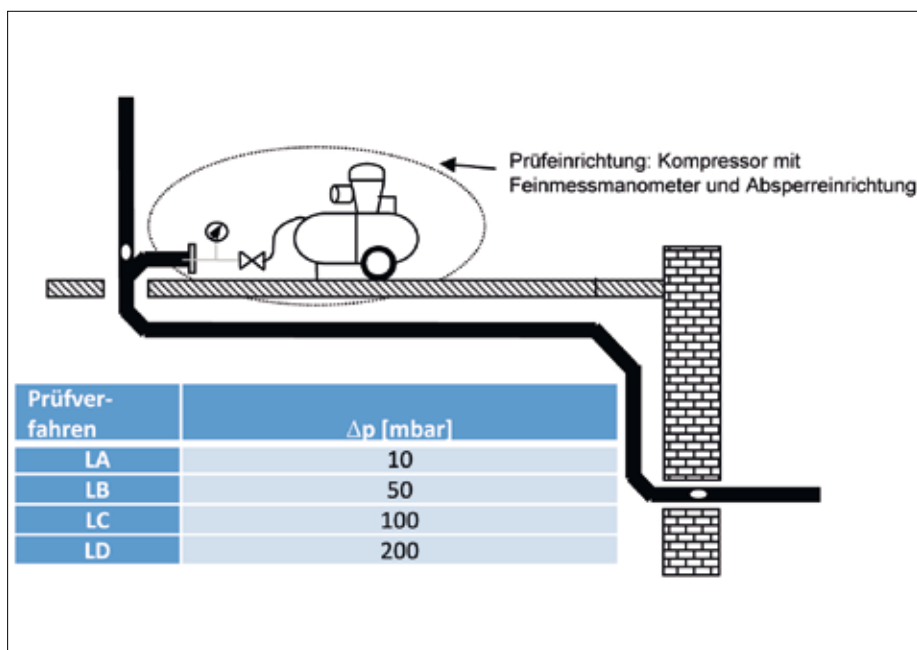 Prüfeinrichtung: Kompressor mit
Feinmessmanometer und Absperreinrichtung
Prüfver-
fahren Δp [mbar]
LA 10
LB 50
LC 100
LD 200